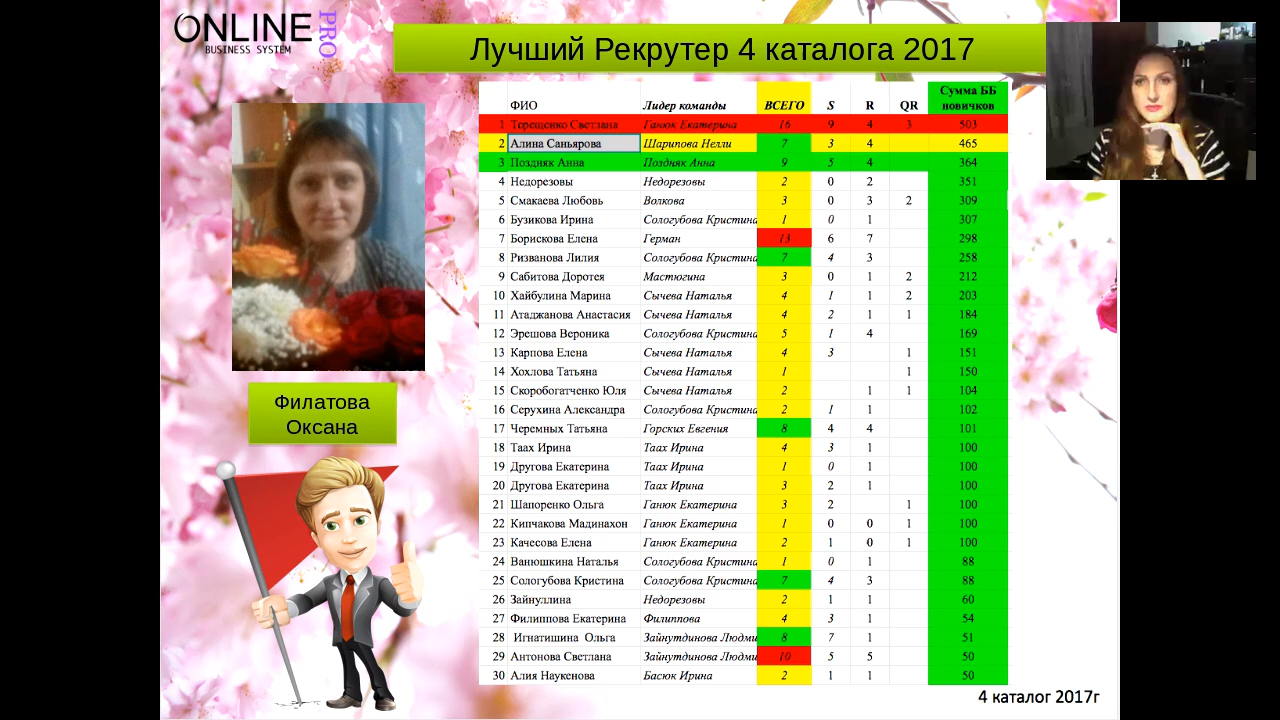 ONLINE PRO
BUSINESS SYSTEM
Лучший Рекрутер 4 каталога 2017
Филатова
Оксана
ФИО Лидер команды ВСЕГО S R QR Сумма ББ новичков
1 Терещенко Светлана Ганюк Екатерина 16 9 4 3 503
2 Алина Саньярова Шарипова Нелли 7 3 4 465
3 Поздняк Анна Поздняк Анна 9 5 4 364
4 Недорезовы Недорезовы 2 0 2 351
5 Смакаева Любовь Волкова 3 0 3 2 309
6 Бузикова Ирина Сологубова Кристина 1 0 1 307
7 Борискова Елена Герман 13 6 7 298
8 Ризванова Лилия Сологубова Кристина 7 4 3 258
9 Сабитова Доротея Мастюгина 3 0 1 2 212
10 Хайбулина Марина Сычева Наталья 4 1 1 2 203
11 Атаджанова Анастасия Сычева Наталья 4 2 1 1 184
12 Эрешова Вероника Сологубова Кристина 5 1 4 169
13 Карпова Елена Сычева Наталья 4 3 1 151
14 Хохлова Татьяна Сычева Наталья 1 1 150
15 Скоробогатченко Юля Сычева Наталья 2 1 1 104
16 Серухина Александра Сологубова Кристина 2 1 1 102
17 Черемных Татьяна Горских Евгения 8 4 4 101
18 Таах Ирина Таах Ирина 4 3 1 100
19 Другова Екатерина Таах Ирина 1 0 1 100
20 Другова Екатерина Таах Ирина 3 2 1 100
21 Шапоренко Ольга Ганюк Екатерина 3 2 1 100
22 Кипчакова Мадинахон Ганюк Екатерина 1 0 0 1 100
23 Качесова Елена Ганюк Екатерина 2 1 0 1 100
24 Ванюшкина Наталья Сологубова Кристина 1 0 1 88
25 Сологубова Кристина Сологубова Кристина 7 4 3 88
26 Зайнуллина Недорезовы 2 1 1 60
27 Филиппова Екатерина Филиппова 4 3 1 54
28 Игнатишина Ольга Зайнутдинова Людми 8 7 1 51
29 Антонова Светлана Зайнутдинова Людми 10 5 5 50
30 Алия Наукенова Басюк Ирина 2 1 1 50
4 каталог 2017г